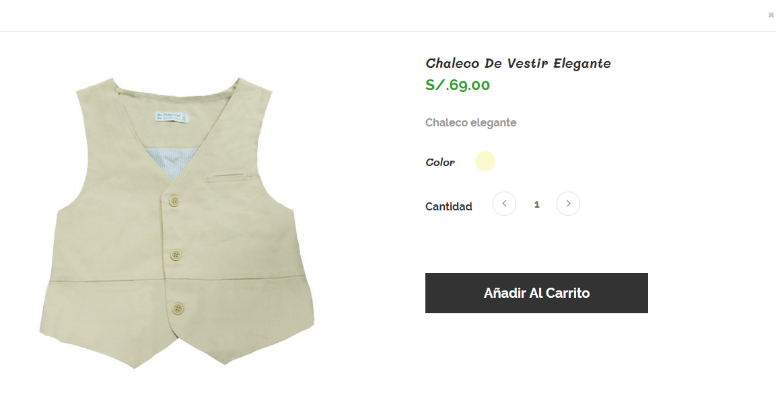 Chaleco De Vestir Elegante
S/.69.00
Chaleco elegante
Color
Cantidad 1
Añadir Al Carrito